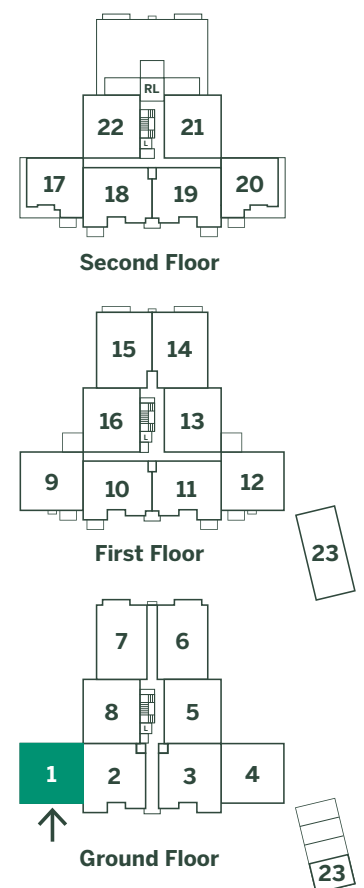 RL
22 21
L
17 18 19 20
Second Floor
15 14
16 13
L
9 10 11 12
First Floor
23
7 6
8 5
L
1 2 3 4
Ground Floor
23